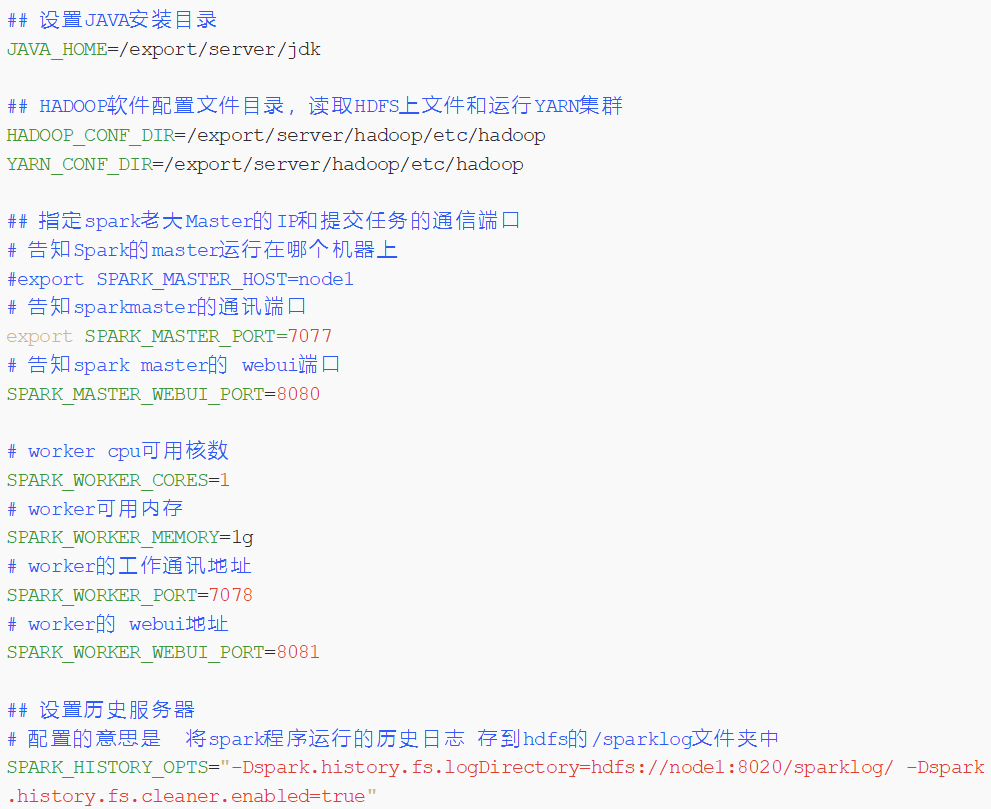 ## 设置JAVA安装目录
JAVA_HOME=/export/server/jdk
## HADOOP软件配置文件目录，读取HDFS上文件和运行YARN集群
HADOOP_CONF_DIR=/export/server/hadoop/etc/hadoop
YARN_CONF_DIR=/export/server/hadoop/etc/hadoop
## 指定spark老大Master的IP和提交任务的通信端口
# 告知Spark的master运行在哪个机器上
#export SPARK_MASTER_HOST=node1
# 告知sparkmaster的通讯端口
export SPARK_MASTER_PORT=7077
# 告知spark master的 webui端口
SPARK_MASTER_WEBUI_PORT=8080
# worker cpu可用核数
SPARK_WORKER_CORES=1
# worker可用内存
SPARK_WORKER_MEMORY=1g
# worker的工作通讯地址
SPARK_WORKER_PORT=7078
# worker的 webui地址
SPARK_WORKER_WEBUI_PORT=8081
## 设置历史服务器
# 配置的意思是  将spark程序运行的历史日志 存到hdfs的/sparklog文件夹中
SPARK_HISTORY_OPTS="-Dspark.history.fs.logDirectory=hdfs://node1:8020/sparklog/ -Dspark
.history.fs.cleaner.enabled=true"